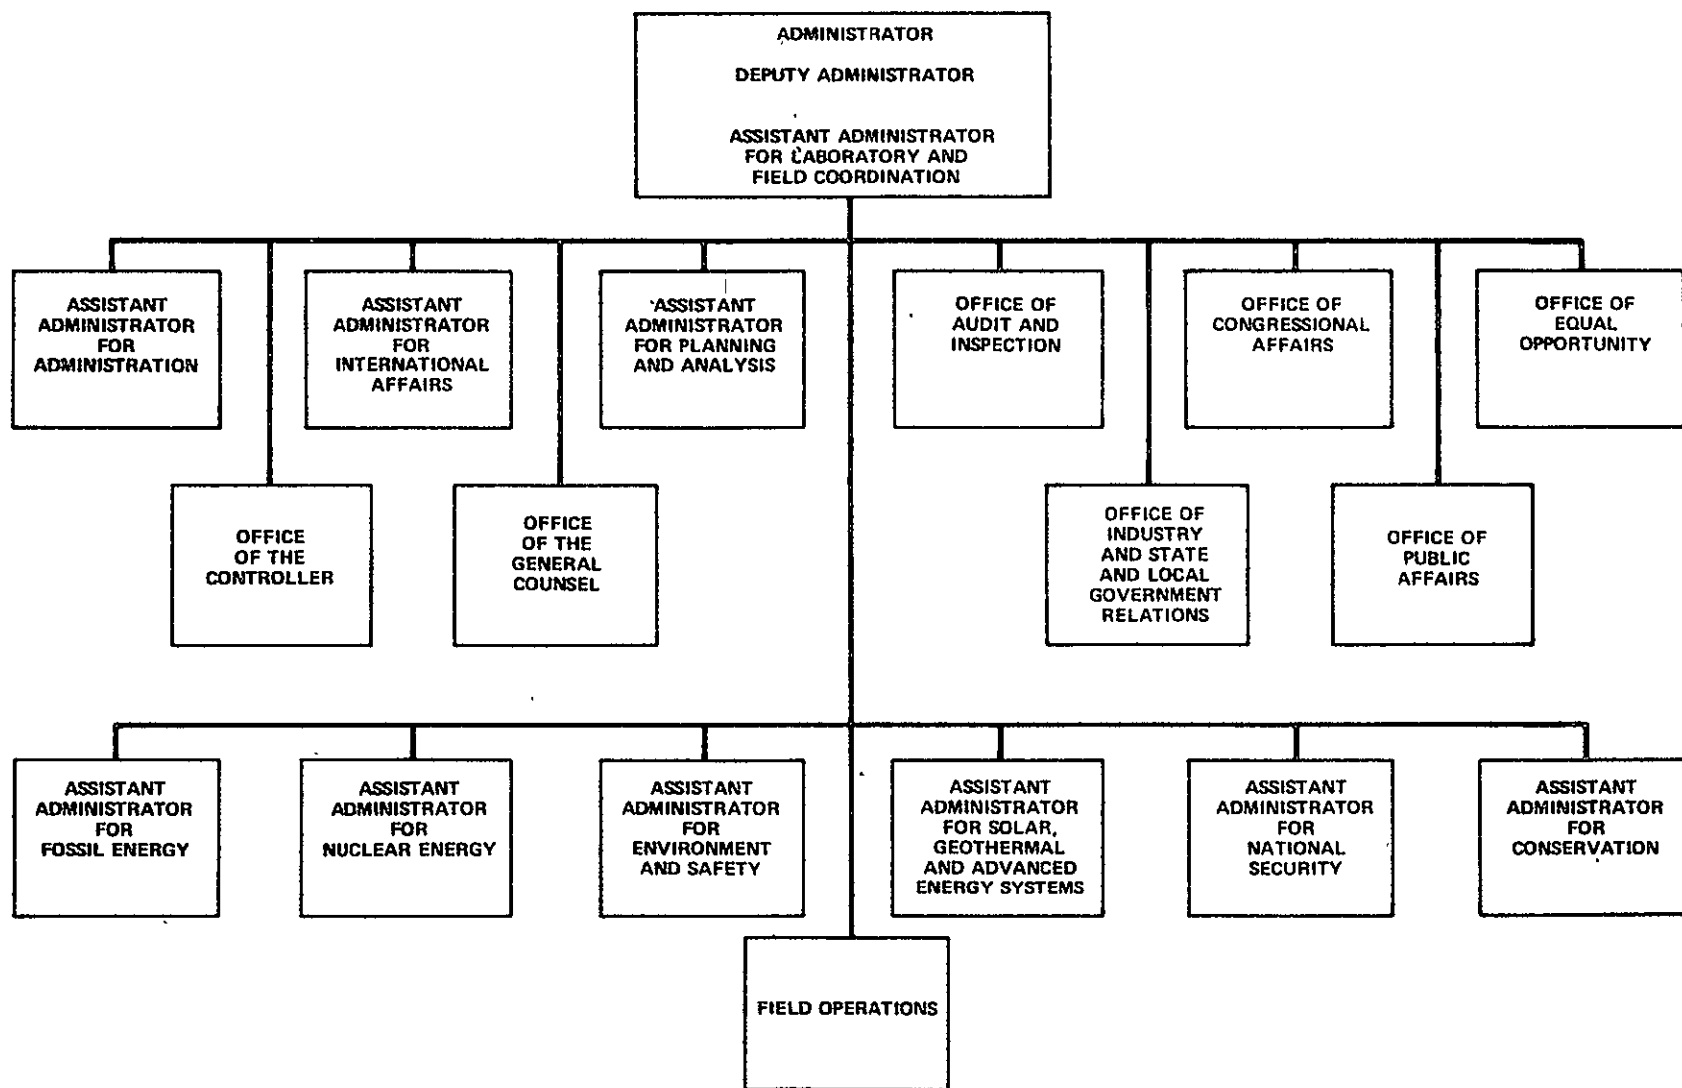 ADMINISTRATOR
DEPUTY ADMINISTRATOR
ASSISTANT ADMINISTRATOR
FOR LABORATORY AND
FIELD COORDINATION
ASSISTANT
ADMINISTRATOR
FOR
ADMINISTRATION
ASSISTANT
ADMINISTRATOR
FOR
INTERNATIONAL
AFFAIRS
ASSISTANT
ADMINISTRATOR
FOR PLANNING
AND ANALYSIS
OFFICE OF
AUDIT AND
INSPECTION
OFFICE OF
CONGRESSIONAL
AFFAIRS
OFFICE OF
EQUAL
OPPORTUNITY
OFFICE
OF THE
CONTROLLER
OFFICE
OF THE
GENERAL
COUNSEL
OFFICE OF
INDUSTRY
AND STATE
AND LOCAL
GOVERNMENT
RELATIONS
OFFICE OF
PUBLIC
AFFAIRS
ASSISTANT
ADMINISTRATOR
FOR
FOSSIL ENERGY
ASSISTANT
ADMINISTRATOR
FOR
NUCLEAR ENERGY
ASSISTANT
ADMINISTRATOR
FOR
ENVIRONMENT
AND SAFETY
ASSISTANT
ADMINISTRATOR
FOR SOLAR,
GEOTHERMAL
AND ADVANCED
ENERGY SYSTEMS
ASSISTANT
ADMINISTRATOR
FOR
NATIONAL
SECURITY
ASSISTANT
ADMINISTRATOR
FOR
CONSERVATION
FIELD OPERATIONS